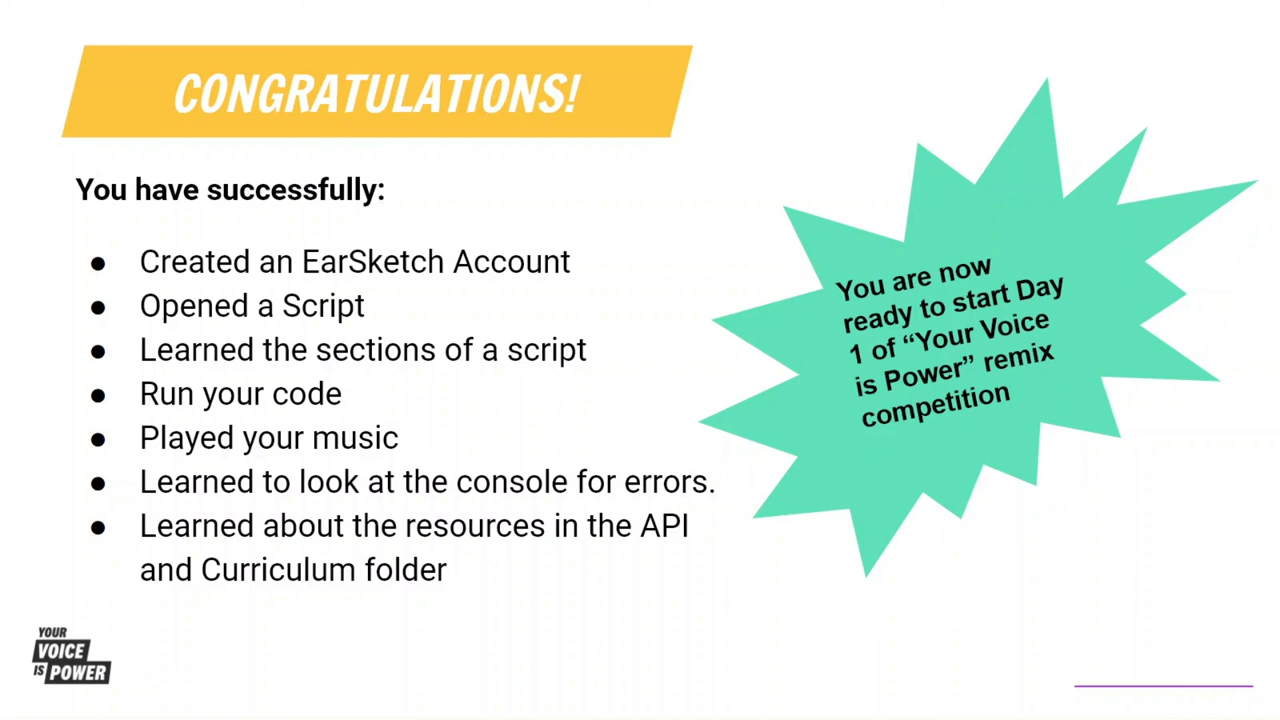 CONGRATULATIONS!
You have successfully:
● Created an EarSketch Account
● Opened a Script
● Learned the sections of a script
● Run your code
● Played your music
● Learned to look at the console for errors.
● Learned about the resources in the API
and Curriculum folder
You are now
ready to start Day
1 of “Your Voice
is Power” remix
competition
YOUR
VOICE
IS POWER